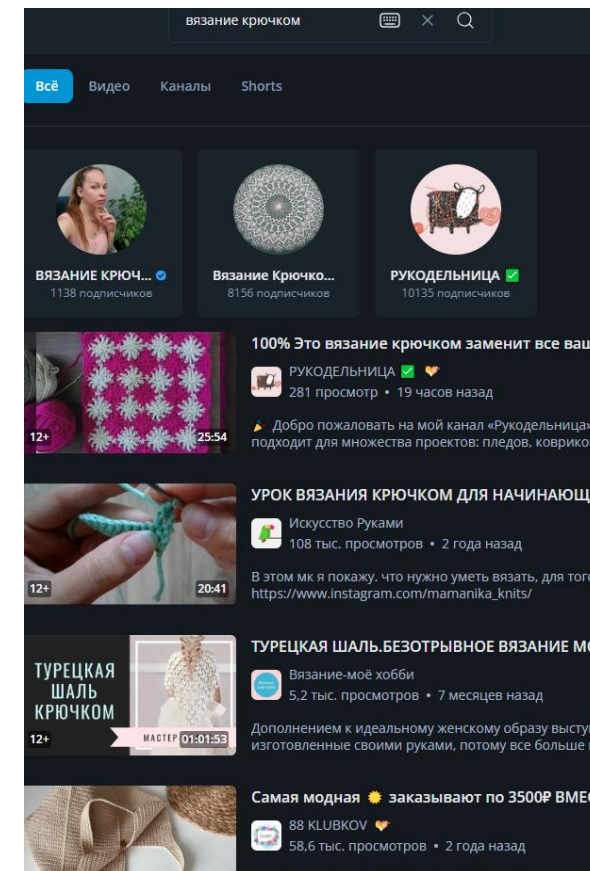 вязание крючком
Всё Видео Каналы Shorts
ВЯЗАНИЕ КРЮЧ...
1138 подписчиков
Вязание Крючко...
8156 подписчиков
РУКОДЕЛЬНИЦА ✅
10135 подписчиков
12+
25:54
100% Это вязание крючком заменит все ваш
РУКОДЕЛЬНИЦА ✅
281 просмотр • 19 часов назад
🎉 Добро пожаловать на мой канал «Рукодельница»
подходит для множества проектов: пледов, коврико
12+
20:41
УРОК ВЯЗАНИЯ КРЮЧКОМ ДЛЯ НАЧИНАЮЩ
Искусство Руками
108 тыс. просмотров • 2 года назад
В этом мк я покажу. что нужно уметь вязать, для того
https://www.instagram.com/mamanika_knits/
ТУРЕЦКАЯ
ШАЛЬ
КРЮЧКОМ
МАСТЕР
12+
01:01:53
ТУРЕЦКАЯ ШАЛЬ.БЕЗОТРЫВНОЕ ВЯЗАНИЕ МО
Вязание-моё хобби
5,2 тыс. просмотров • 7 месяцев назад
Дополнением к идеальному женскому образу высту
изготовленные своими руками, потому все больше
Самая модная 🌞 заказывают по 3500₽ ВМЕ
88 KLUBKOV
58,6 тыс. просмотров • 2 года назад